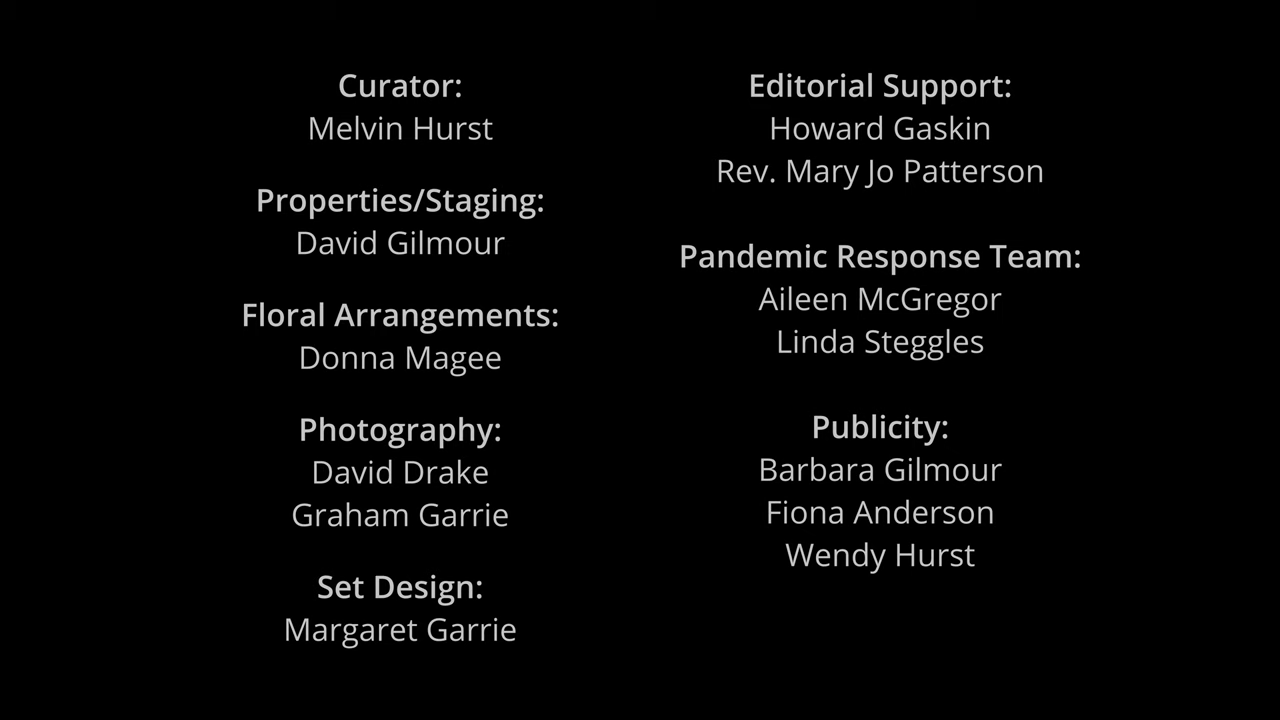 Curator:
Melvin Hurst
Properties/Staging:
David Gilmour
Floral Arrangements:
Donna Magee
Photography:
David Drake
Graham Garrie
Set Design:
Margaret Garrie
Editorial Support:
Howard Gaskin
Rev. Mary Jo Patterson
Pandemic Response Team:
Aileen McGregor
Linda Steggles
Publicity:
Barbara Gilmour
Fiona Anderson
Wendy Hurst